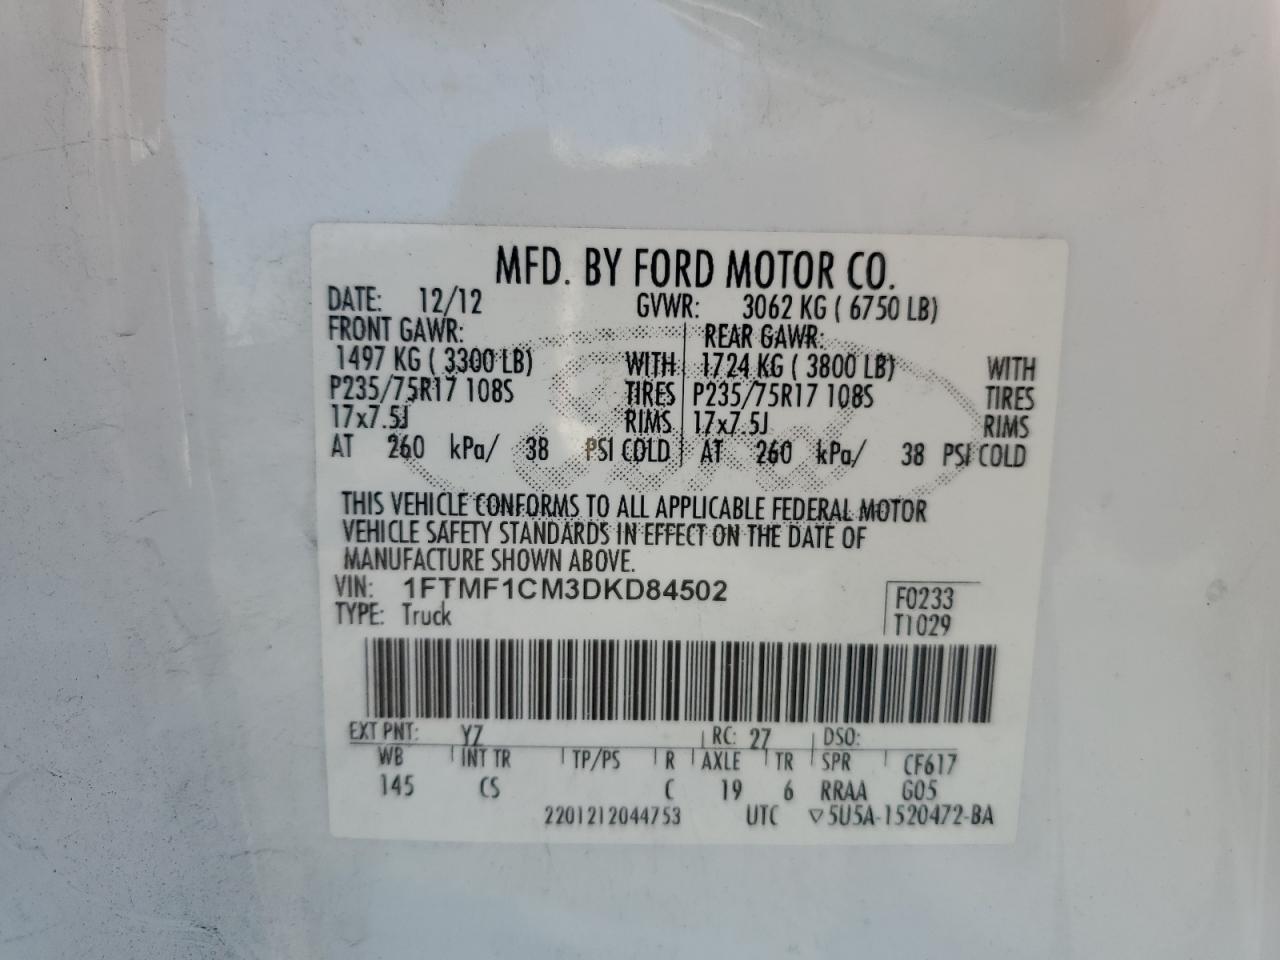 MFD. BY FORD MOTOR CO.
DATE: 12/12 GVWR: 3062 KG ( 6750 LB)
FRONT GAWR: REAR GAWR:
1497 KG ( 3300 LB) WITH 1724 KG ( 3800 LB) WITH
P235/75R17 108S TIRES P235/75R17 108S TIRES
17x7.5J RIMS 17x7.5J RIMS
AT 260 kPa/ 38 PSI COLD AT 260 kPa/ 38 PSI COLD
THIS VEHICLE CONFORMS TO ALL APPLICABLE FEDERAL MOTOR
VEHICLE SAFETY STANDARDS IN EFFECT ON THE DATE OF
MANUFACTURE SHOWN ABOVE.
VIN: 1FTMF1CM3DKD84502 F0233
TYPE: Truck T1029
EXT PNT: YZ RC: 27 DSO:
WB INT TR TP/PS R AXLE TR SPR CF617
145 CS C 19 6 RRAA G05
2201212044753 UTC ▽5U5A-1520472-BA